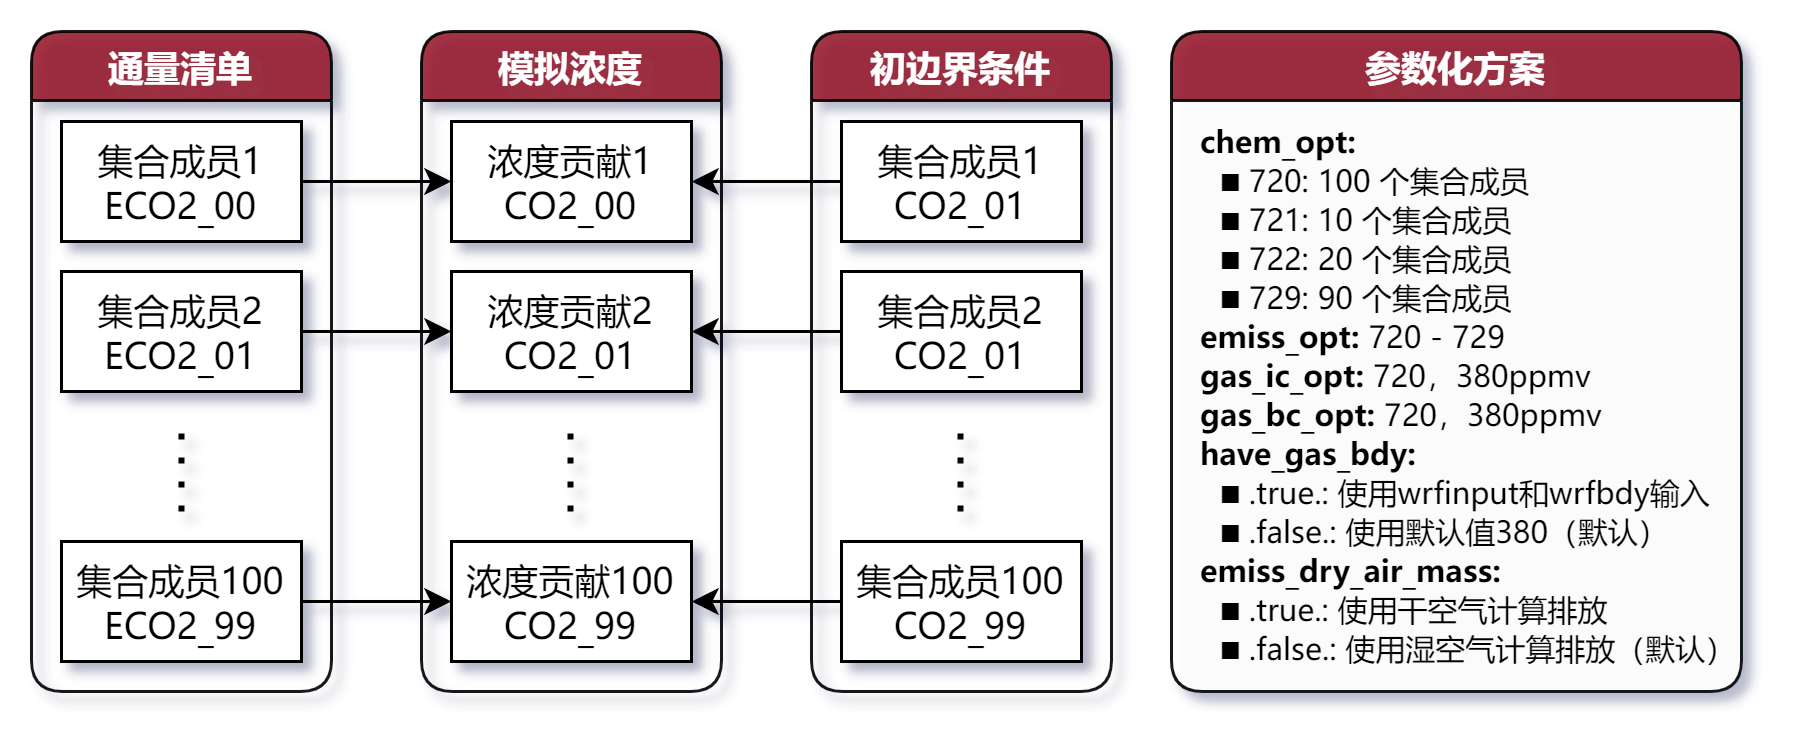 通量清单
集合成员1
ECO2_00
集合成员2
ECO2_01
集合成员100
ECO2_99
模拟浓度
浓度贡献1
CO2_00
浓度贡献2
CO2_01
浓度贡献100
CO2_99
初边界条件
集合成员1
CO2_01
集合成员2
CO2_01
集合成员100
CO2_99
参数化方案
chem_opt:
■ 720: 100 个集合成员
■ 721: 10 个集合成员
■ 722: 20 个集合成员
■ 729: 90 个集合成员
emiss_opt: 720 - 729
gas_ic_opt: 720，380ppmv
gas_bc_opt: 720，380ppmv
have_gas_bdy:
■ .true.: 使用wrfinput和wrfbdy输入
■ .false.: 使用默认值380（默认）
emiss_dry_air_mass:
■ .true.: 使用干空气计算排放
■ .false.: 使用湿空气计算排放（默认）